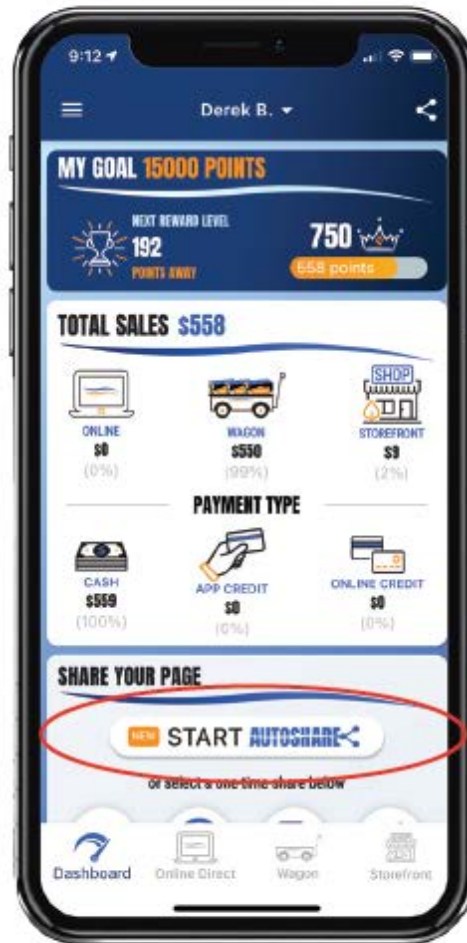 9:12
Derek B.
MY GOAL 15000 POINTS
NEXT REWARD LEVEL
192
POINTS AWAY
750
558 points
TOTAL SALES $558
SHOP
ONLINE
$0
(0%)
WAGON
$550
(99%)
STOREFRONT
$9
(2%)
PAYMENT TYPE
CASH
$559
(100%)
APP CREDIT
$0
(0%)
ONLINE CREDIT
$0
(0%)
SHARE YOUR PAGE
NEW START AUTOSHARE
or select a one time share below
Dashboard
Online Direct
Wagon
Storefront